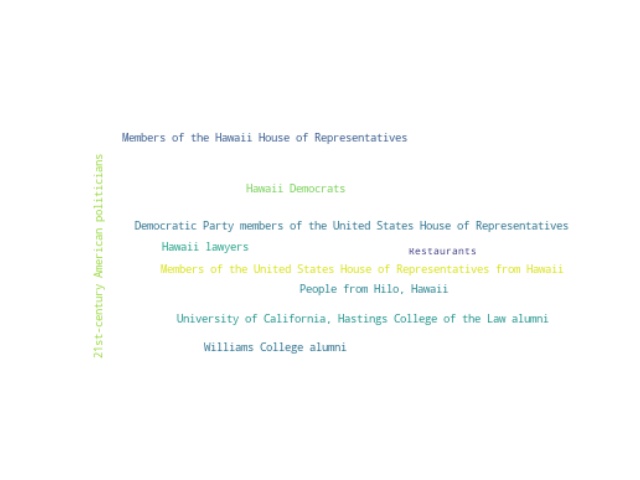 Members of the Hawaii House of Representatives
21st-century American politicians
Hawaii Democrats
Democratic Party members of the United States House of Representatives
Hawaii lawyers
Restaurants
Members of the United States House of Representatives from Hawaii
People from Hilo, Hawaii
University of California, Hastings College of the Law alumni
Williams College alumni